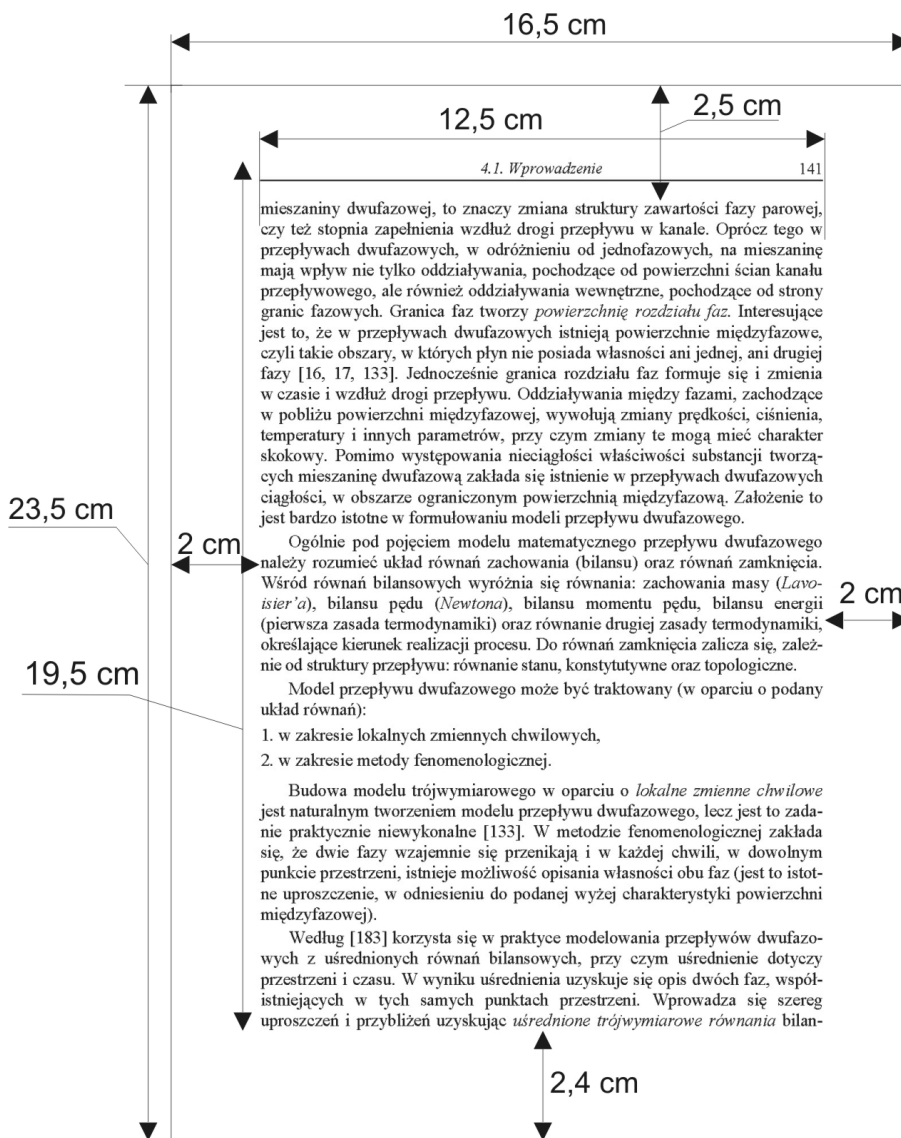 16,5 cm
2,5 cm
12,5 cm
4.1. Wprowadzenie 141
mieszaniny dwufazowej, to znaczy zmiana struktury zawartości fazy parowej,
czy też stopnia zapełnienia wzdłuż drogi przepływu w kanale. Oprócz tego w
przepływach dwufazowych, w odróżnieniu od jednofazowych, na mieszaninę
mają wpływ nie tylko oddziaływania, pochodzące od powierzchni ścian kanału
przepływowego, ale również oddziaływania wewnętrzne, pochodzące od strony
granic fazowych. Granica faz tworzy powierzchnię rozdziału faz. Interesujące
jest to, że w przepływach dwufazowych istnieją powierzchnie międzyfazowe,
czyli takie obszary, w których płyn nie posiada własności ani jednej, ani drugiej
fazy [16, 17, 133]. Jednocześnie granica rozdziału faz formuje się i zmienia
w czasie i wzdłuż drogi przepływu. Oddziaływania między fazami, zachodzące
w pobliżu powierzchni międzyfazowej, wywołują zmiany prędkości, ciśnienia,
temperatury i innych parametrów, przy czym zmiany te mogą mieć charakter
skokowy. Pomimo występowania nieciągłości właściwości substancji tworzą-
cych mieszaninę dwufazową zakłada się istnienie w przepływach dwufazowych
ciągłości, w obszarze ograniczonym powierzchnią międzyfazową. Założenie to
jest bardzo istotne w formułowaniu modeli przepływu dwufazowego.
23,5 cm
2 cm
Ogólnie pod pojęciem modelu matematycznego przepływu dwufazowego
należy rozumieć układ równań zachowania (bilansu) oraz równań zamknięcia.
Wśród równań bilansowych wyróżnia się równania: zachowania masy (Lavo-
isier'a), bilansu pędu (Newtona), bilansu momentu pędu, bilansu energii
(pierwsza zasada termodynamiki) oraz równanie drugiej zasady termodynamiki,
określające kierunek realizacji procesu. Do równań zamknięcia zalicza się, zależ-
nie od struktury przepływu: równanie stanu, konstytutywne oraz topologiczne.
2 cm
19,5 cm
Model przepływu dwufazowego może być traktowany (w oparciu o podany
układ równań):
1. w zakresie lokalnych zmiennych chwilowych,
2. w zakresie metody fenomenologicznej.
Budowa modelu trójwymiarowego w oparciu o lokalne zmienne chwilowe
jest naturalnym tworzeniem modelu przepływu dwufazowego, lecz jest to zada-
nie praktycznie niewykonalne [133]. W metodzie fenomenologicznej zakłada
się, że dwie fazy wzajemnie się przenikają i w każdej chwili, w dowolnym
punkcie przestrzeni, istnieje możliwość opisania własności obu faz (jest to istot-
ne uproszczenie, w odniesieniu do podanej wyżej charakterystyki powierzchni
międzyfazowej).
Według [183] korzysta się w praktyce modelowania przepływów dwufazo-
wych z uśrednionych równań bilansowych, przy czym uśrednienie dotyczy
przestrzeni i czasu. W wyniku uśrednienia uzyskuje się opis dwóch faz, współ-
istniejących w tych samych punktach przestrzeni. Wprowadza się szereg
uproszczeń i przybliżeń uzyskując uśrednione trójwymiarowe równania bilan-
2,4 cm